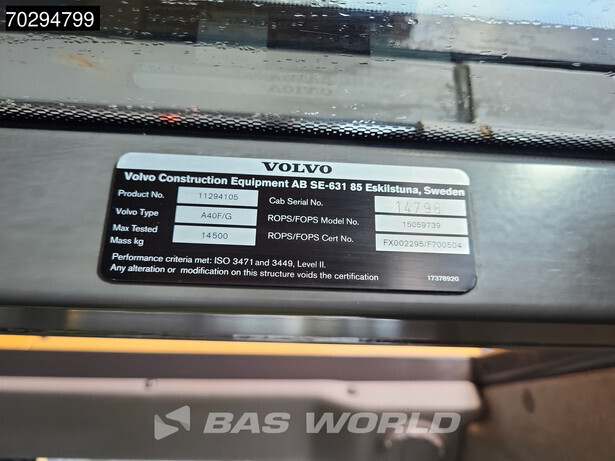 70294799
VOLVO
Volvo Construction Equipment AB SE-631 85 Eskilstuna, Sweden
Product No. 11294105 Cab Serial No. 14798
Volvo Type A40F/G ROPS/FOPS Model No. 15059739
Max Tested Mass kg 14500 ROPS/FOPS Cert No. FX002295/F700504
Performance criteria met: ISO 3471 and 3449, Level II.
Any alteration or modification on this structure voids the certification 17378920
BAS WORLD